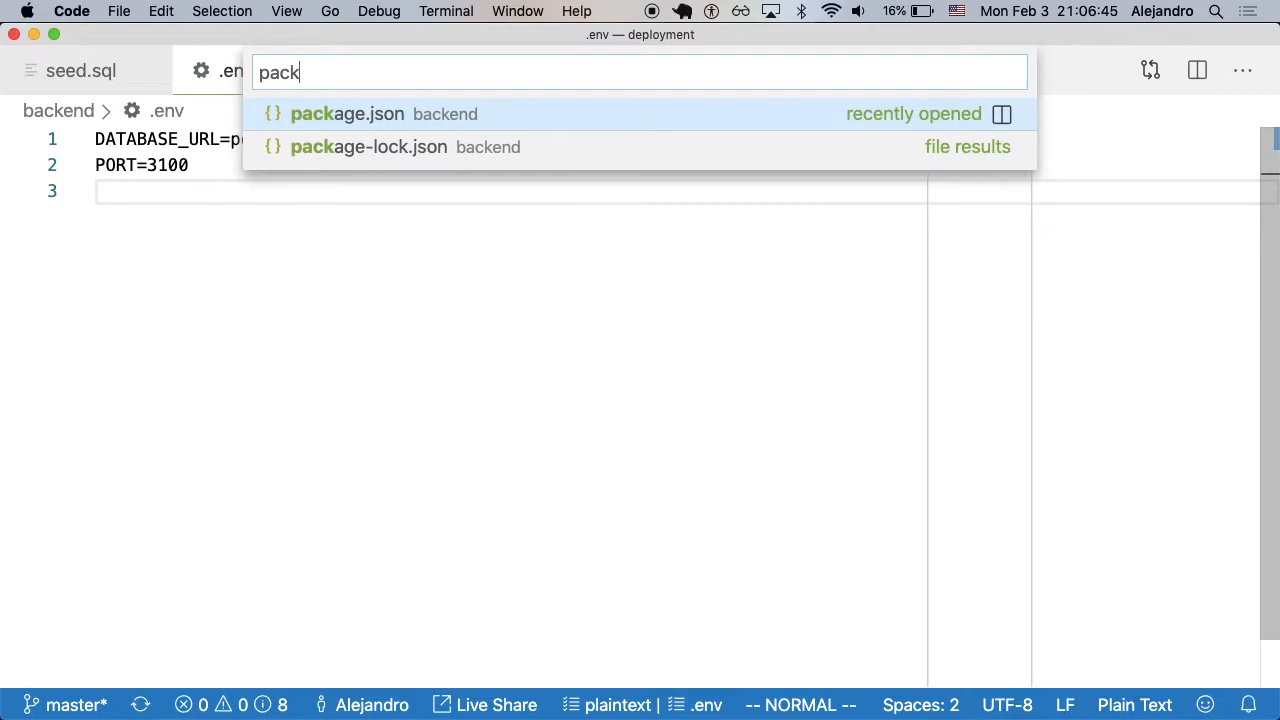 Code File Edit Selection View Go Debug Terminal Window Help 16% Mon Feb 3 21:06:45 Alejandro
.env — deployment
seed.sql
pack
package.json backend recently opened
package-lock.json backend file results
backend > .env
1 DATABASE_URL=
2 PORT=3100
3
master* 0 0 8 Alejandro Live Share plaintext | .env -- NORMAL -- Spaces: 2 UTF-8 LF Plain Text